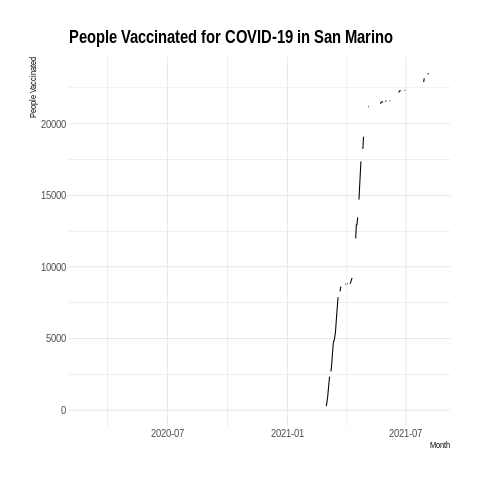 People Vaccinated for COVID-19 in San Marino
People Vaccinated
20000
15000
10000
5000
0
2020-07
2021-01
2021-07
Month